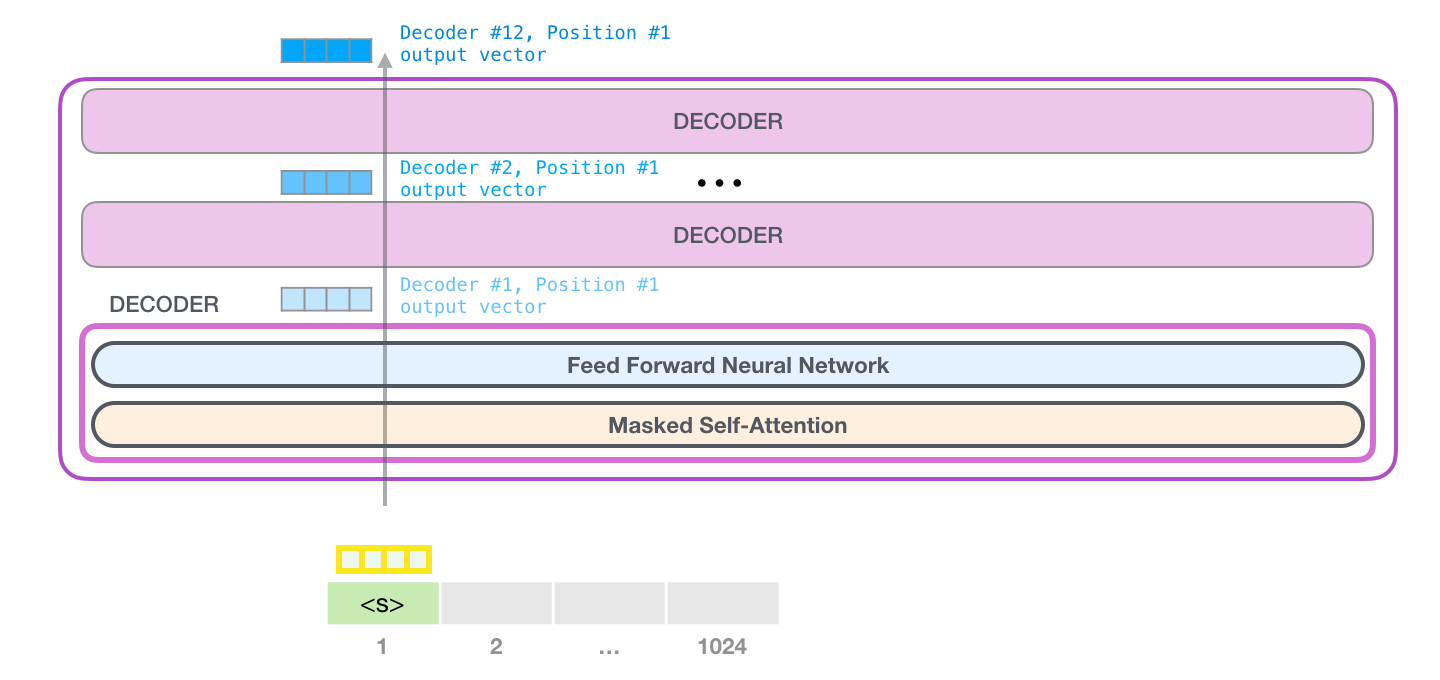 Decoder #12, Position #1
output vector
DECODER
Decoder #2, Position #1
output vector
...
DECODER
Decoder #1, Position #1
output vector
DECODER
Feed Forward Neural Network
Masked Self-Attention
<s>
1 2 ... 1024